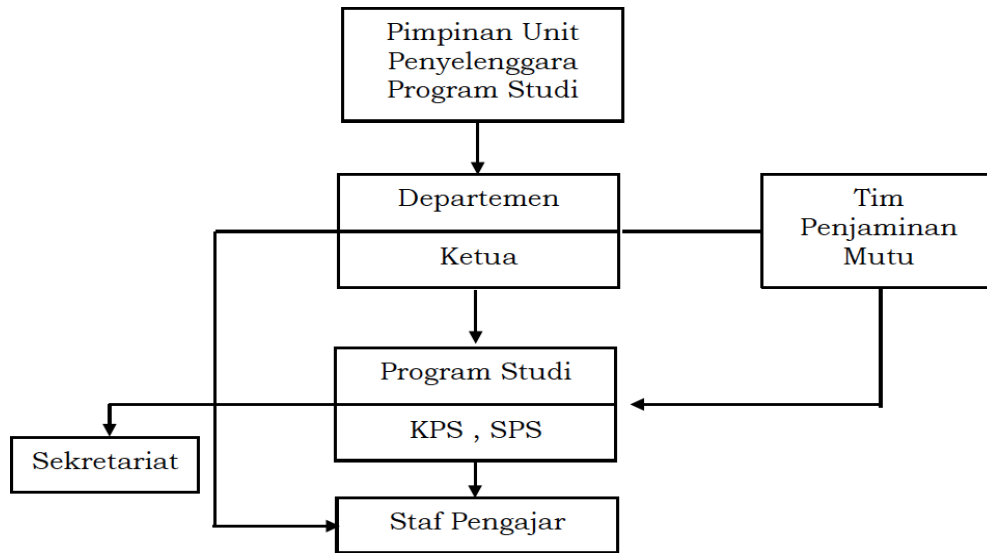 Pimpinan Unit
Penyelenggara
Program Studi
Departemen
Ketua
Tim
Penjaminan
Mutu
Program Studi
KPS , SPS
Sekretariat
Staf Pengajar